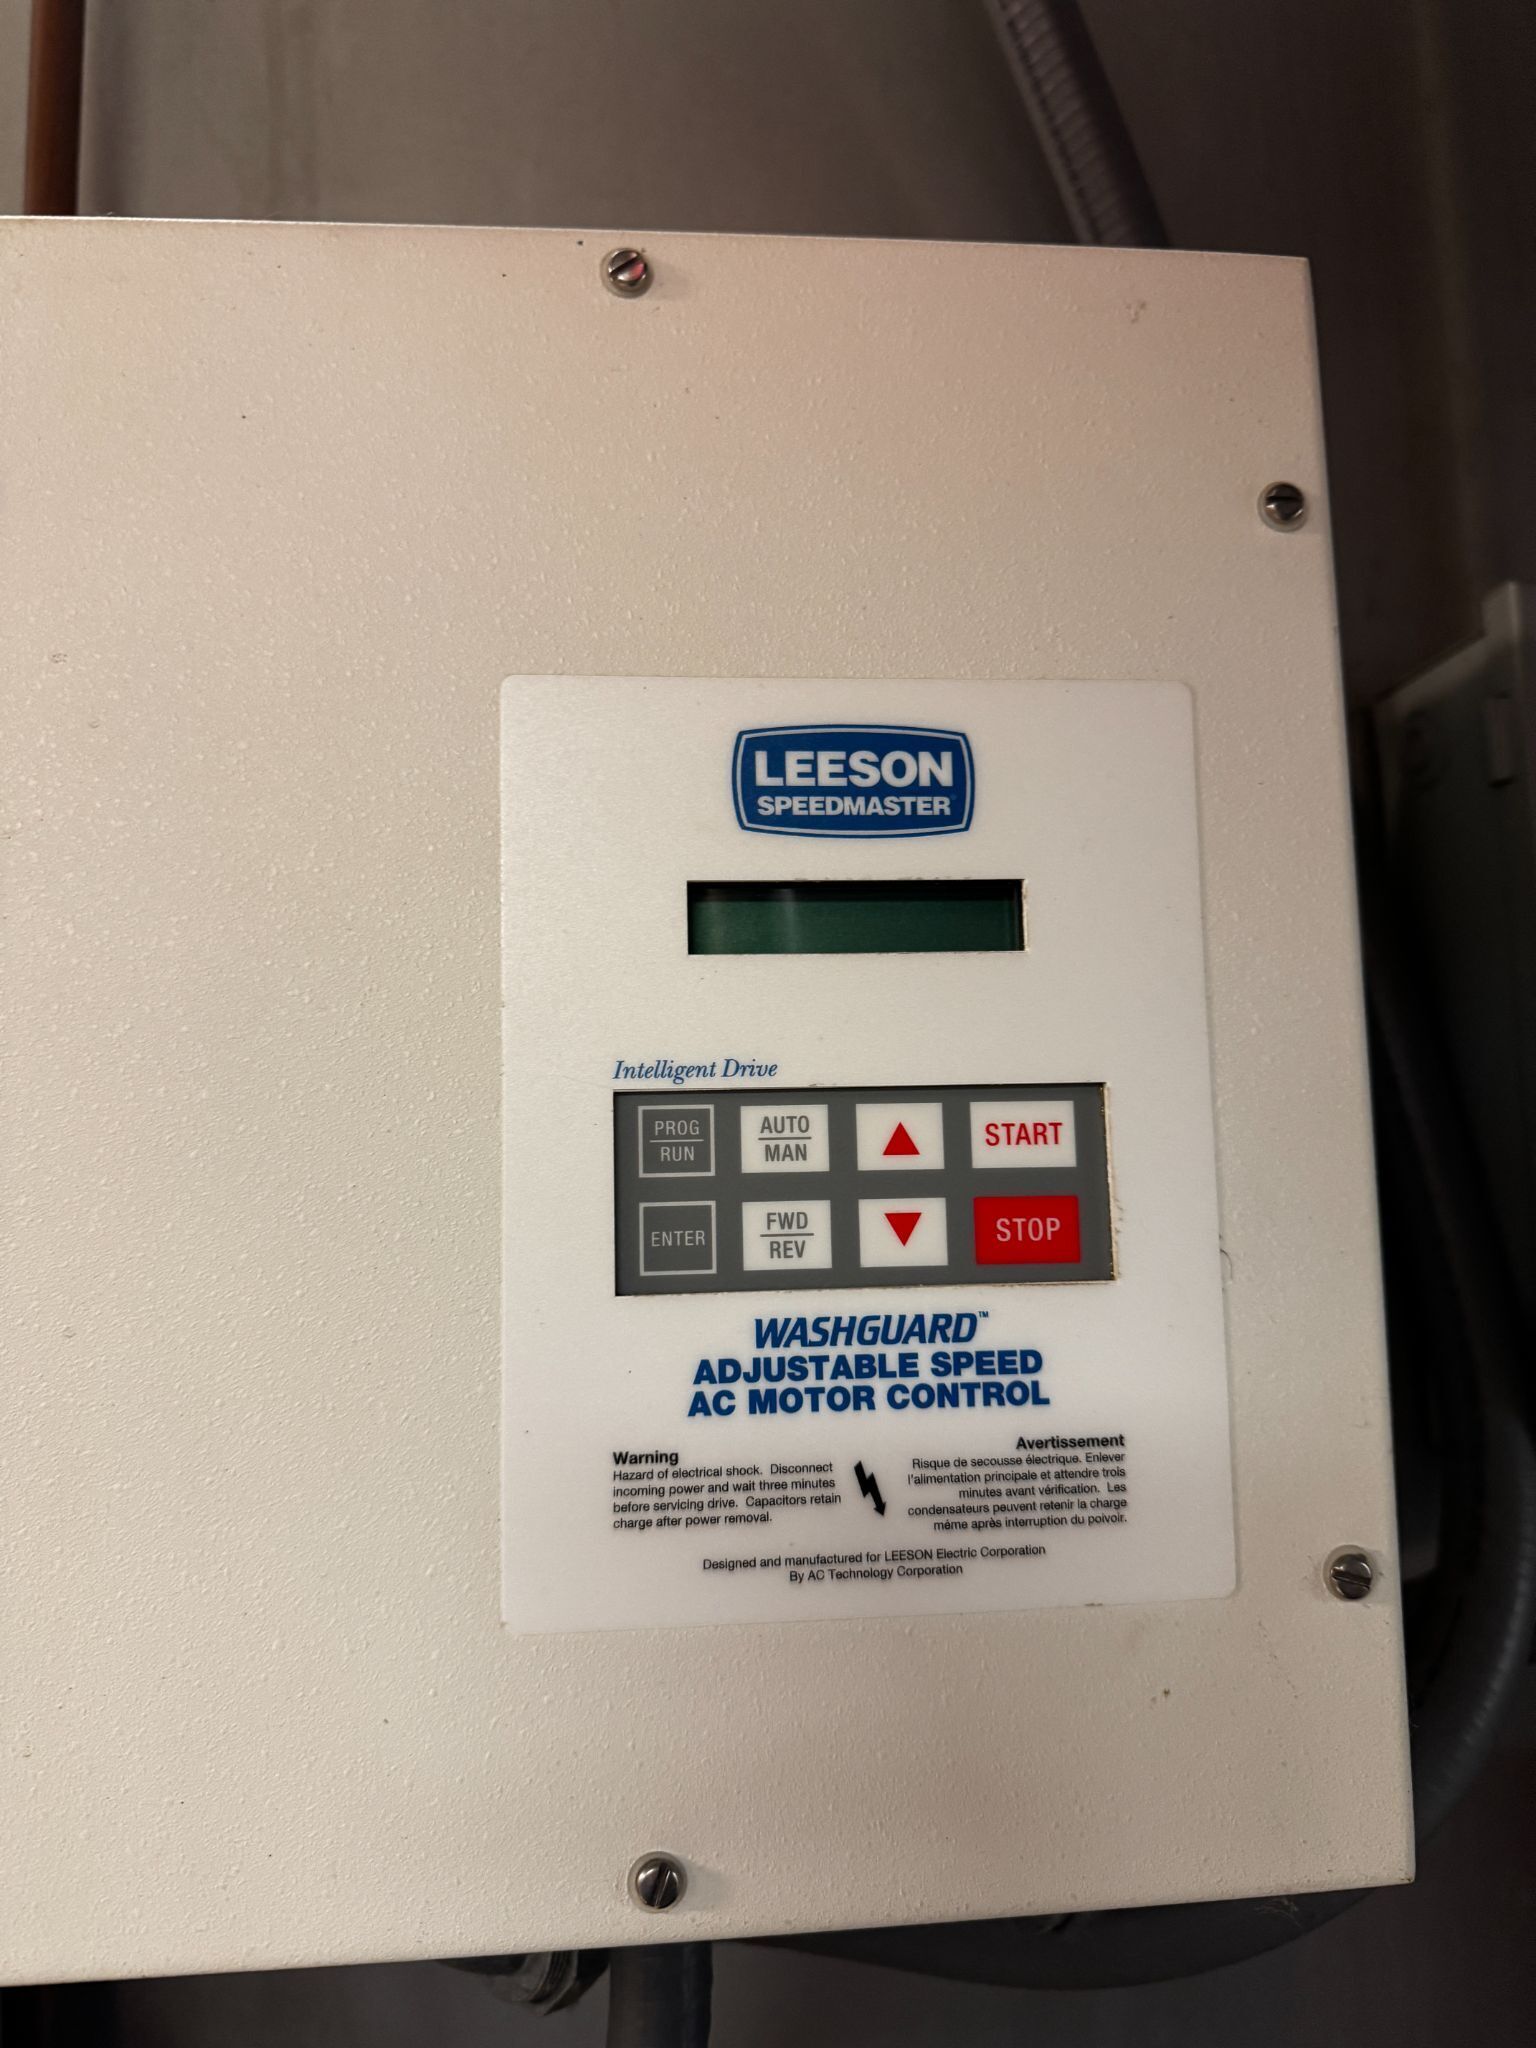 LEESON
SPEEDMASTER
Intelligent Drive
PROG
RUN
AUTO
MAN
START
ENTER
FWD
REV
STOP
WASHGUARD™
ADJUSTABLE SPEED
AC MOTOR CONTROL
Warning
Hazard of electrical shock. Disconnect
incoming power and wait three minutes
before servicing drive. Capacitors retain
charge after power removal.
Avertissement
Risque de secousse électrique. Enlever
l'alimentation principale et attendre trois
minutes avant vérification. Les
condensateurs peuvent retenir la charge
même après interruption du poivoir.
Designed and manufactured for LEESON Electric Corporation
By AC Technology Corporation